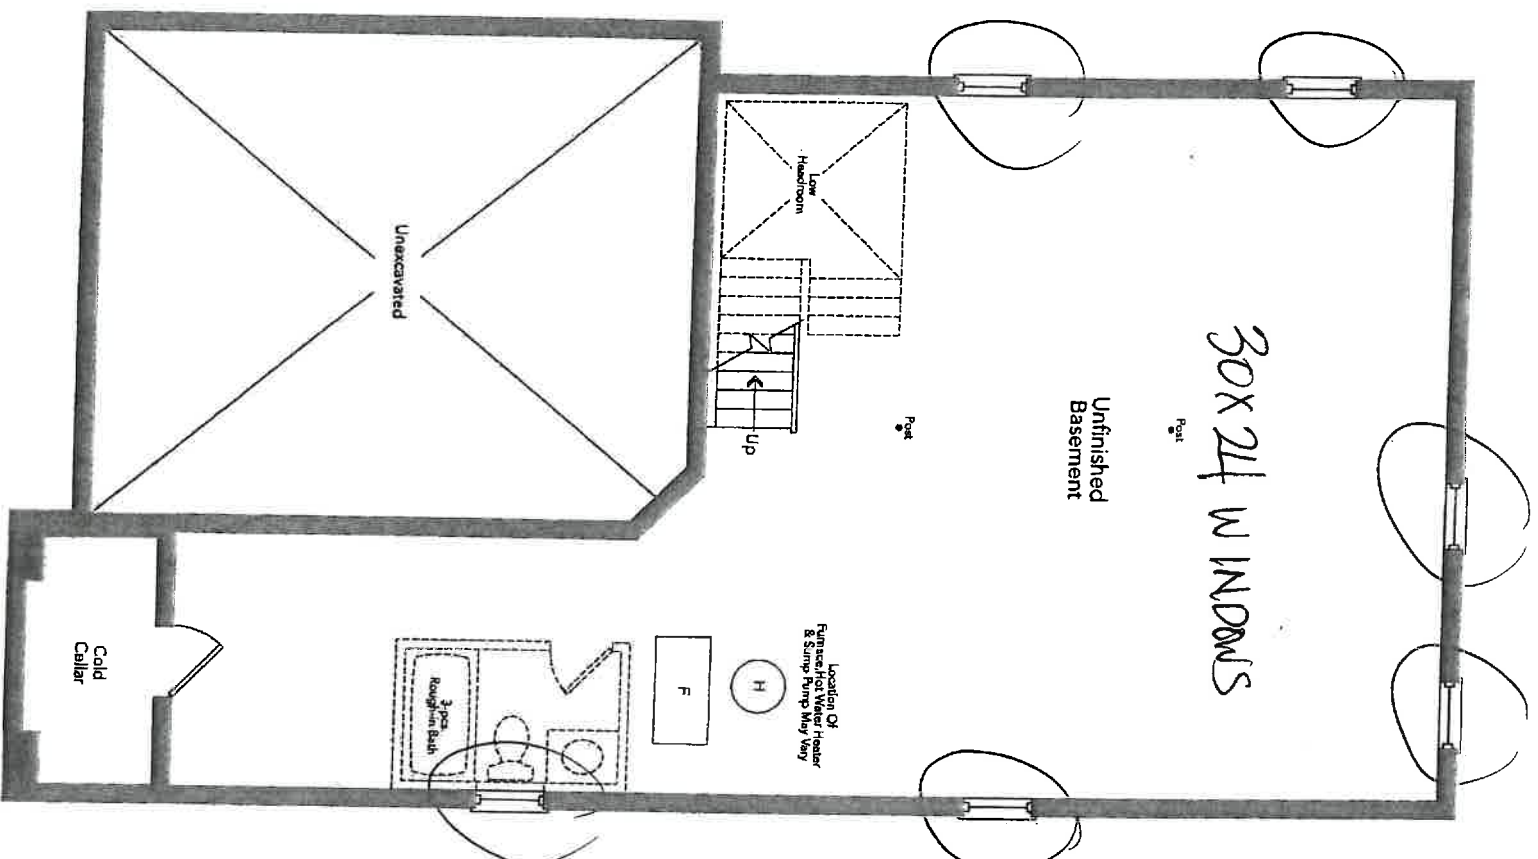 Low
Headroom
Unexcavated
Up
Post
Post
Unfinished
Basement
30X24 WINDOWS
Location Of
Furnace,Hot Water Heater
& Sump Pump May Vary
H
F
3-pce
Rough-in Bath
Cold
Cellar